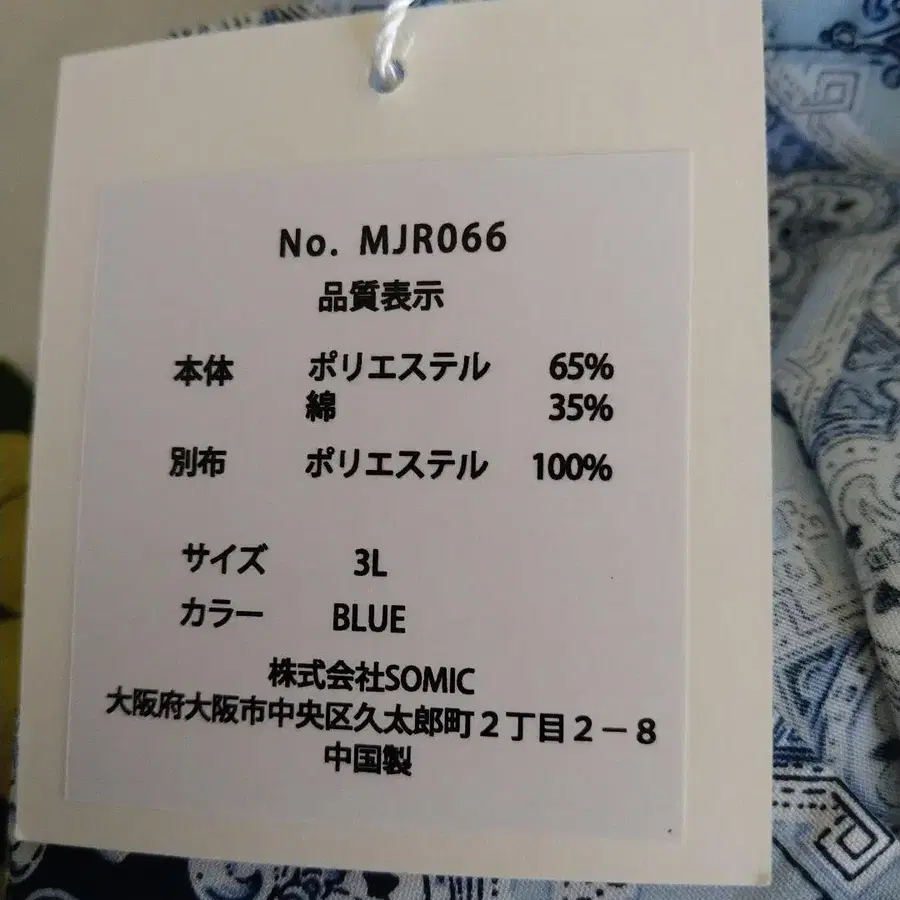 No. MJR066
品質表示
本体 ポリエステル 65%
綿 35%
別布 ポリエステル 100%
サイズ 3L
カラー BLUE
株式会社SOMIC
大阪府大阪市中央区久太郎町２丁目２－８
中国製